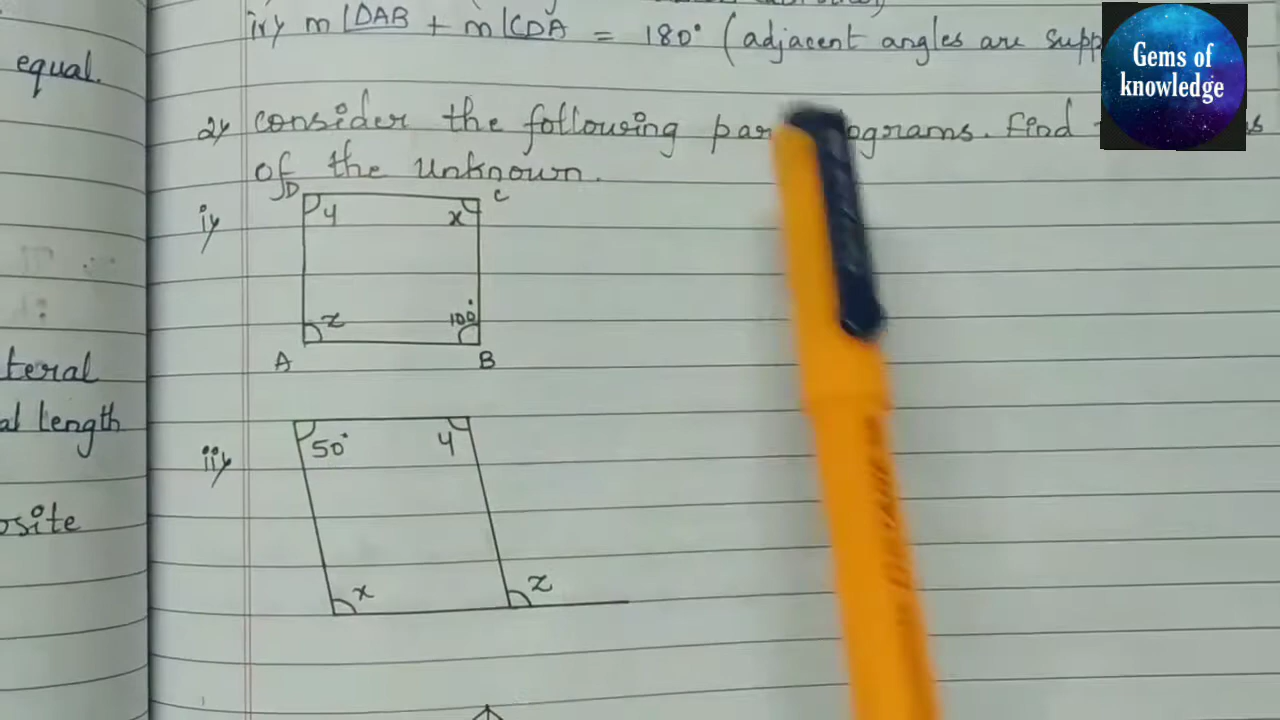 iv) m∠DAB + m∠CDA = 180° (adjacent angles are supp
equal.
Gems of
knowledge
2) Consider the following par ograms. Find
of the unknown.
D C
i) y x
z 100°
A B
teral
al length
ii) 50° y
osite
x z